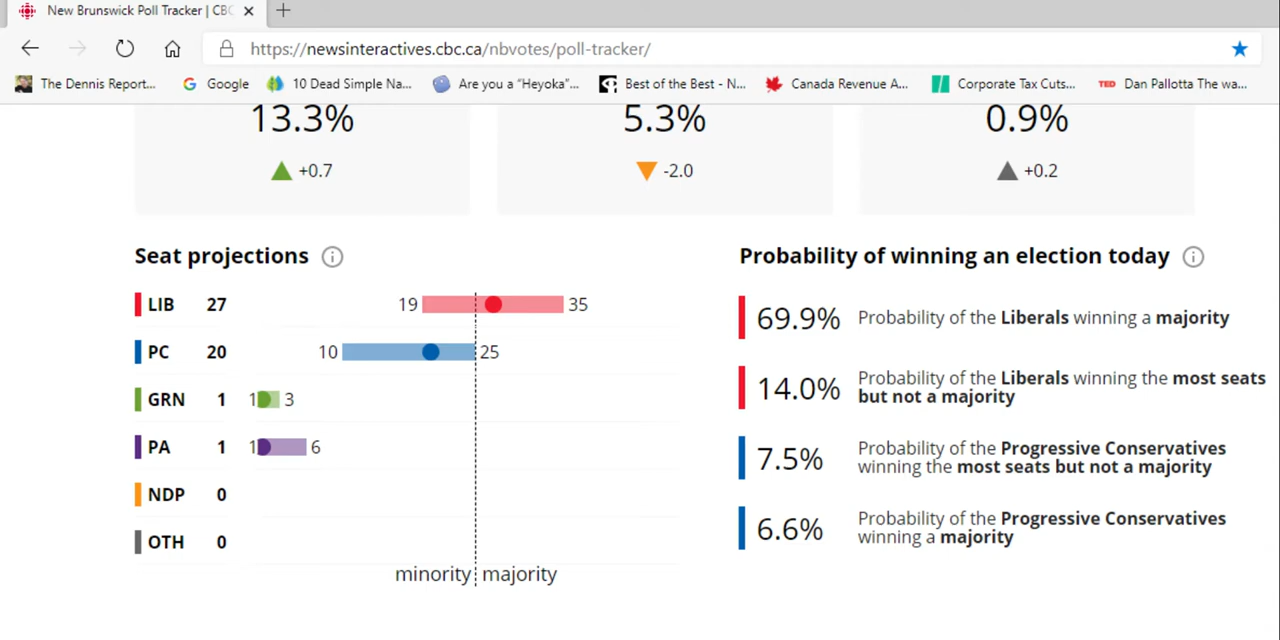 New Brunswick Poll Tracker | CBC
https://newsinteractives.cbc.ca/nbvotes/poll-tracker/
The Dennis Report... Google 10 Dead Simple Na... Are you a "Heyoka"... Best of the Best - N... Canada Revenue A... Corporate Tax Cuts... TED Dan Pallotta The wa...
13.3% 5.3% 0.9%
+0.7 -2.0 +0.2
Seat projections
LIB 27 19 35
PC 20 10 25
GRN 1 1 3
PA 1 1 6
NDP 0
OTH 0
minority majority
Probability of winning an election today
69.9% Probability of the Liberals winning a majority
14.0% Probability of the Liberals winning the most seats
but not a majority
7.5% Probability of the Progressive Conservatives
winning the most seats but not a majority
6.6% Probability of the Progressive Conservatives
winning a majority